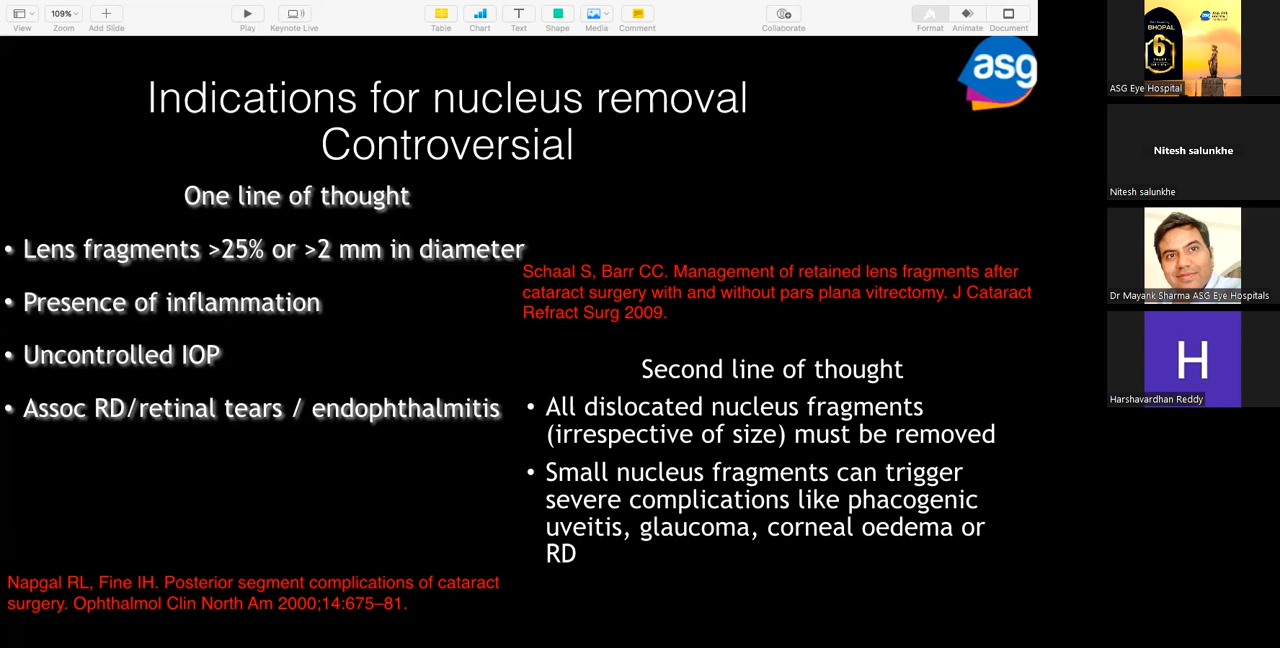 109%
View
Zoom
Add Slide
Play
Keynote Live
Table
Chart
Text
Shape
Media
Comment
Collaborate
Format
Animate
Document
asg
Indications for nucleus removal
Controversial
One line of thought
• Lens fragments >25% or >2 mm in diameter
• Presence of inflammation
• Uncontrolled IOP
• Assoc RD/retinal tears / endophthalmitis
Napgal RL, Fine IH. Posterior segment complications of cataract
surgery. Ophthalmol Clin North Am 2000;14:675–81.
Schaal S, Barr CC. Management of retained lens fragments after
cataract surgery with and without pars plana vitrectomy. J Cataract
Refract Surg 2009.
Second line of thought
• All dislocated nucleus fragments
(irrespective of size) must be removed
• Small nucleus fragments can trigger
severe complications like phacogenic
uveitis, glaucoma, corneal oedema or
RD
BHOPAL
6
ASG Eye Hospital
Nitesh salunkhe
Nitesh salunkhe
Dr Mayank Sharma ASG Eye Hospitals
H
Harshavardhan Reddy